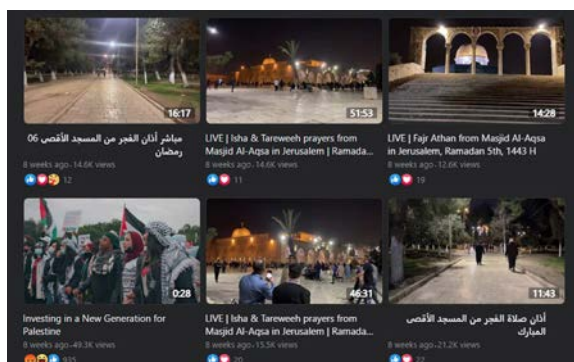 16:17
51:53
14:28
مباشر أذان الفجر من المسجد الأقصى 06
رمضان
LIVE | Isha & Tareweeh prayers from
Masjid Al-Aqsa in Jerusalem | Ramada...
LIVE | Fajr Athan from Masjid Al-Aqsa
in Jerusalem, Ramadan 5th, 1443 H
8 weeks ago · 14.6K views
8 weeks ago · 14.6K views
8 weeks ago · 12.6K views
12
11
19
0:28
46:31
11:43
Investing in a New Generation for
Palestine
LIVE | Isha & Tareweeh prayers from
Masjid Al-Aqsa in Jerusalem | Ramada...
أذان صلاة الفجر من المسجد الأقصى
المبارك
8 weeks ago · 49.3K views
8 weeks ago · 15.5K views
8 weeks ago · 21.2K views
935
20